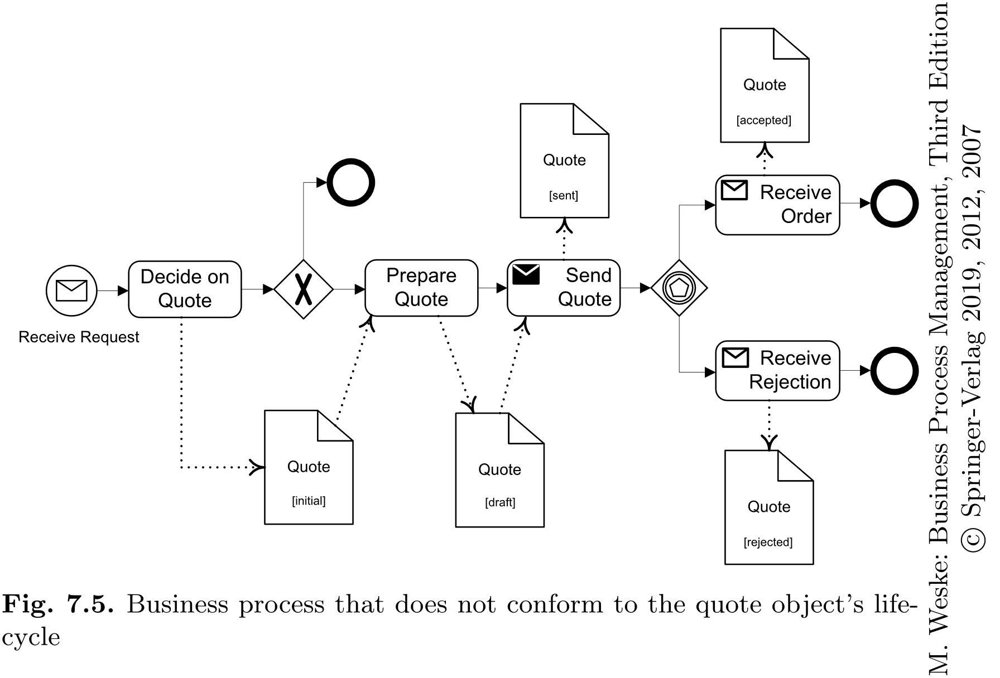 Quote
[accepted]
Quote
[sent]
Receive
Order
Decide on
Quote
Prepare
Quote
Send
Quote
Receive Request
Receive
Rejection
Quote
[initial]
Quote
[draft]
Quote
[rejected]
Fig. 7.5. Business process that does not conform to the quote object's life-
cycle
M. Weske: Business Process Management, Third Edition
© Springer-Verlag 2019, 2012, 2007